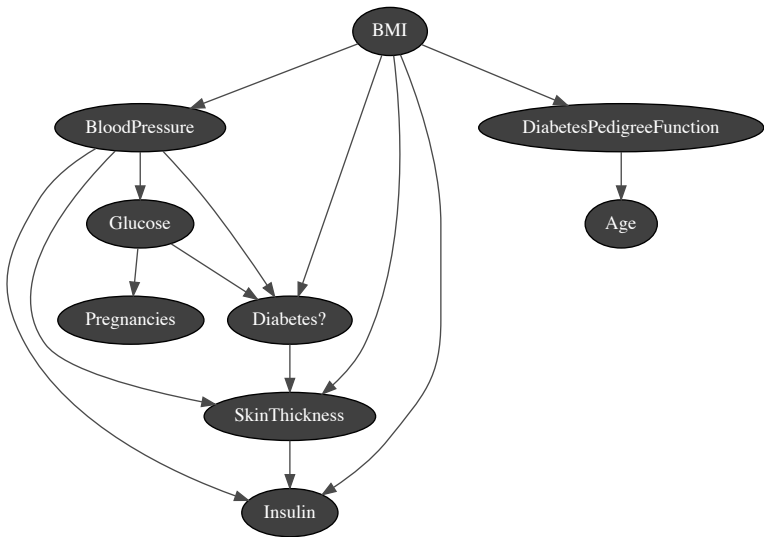 BMI
BloodPressure
DiabetesPedigreeFunction
Glucose
Age
Pregnancies
Diabetes?
SkinThickness
Insulin